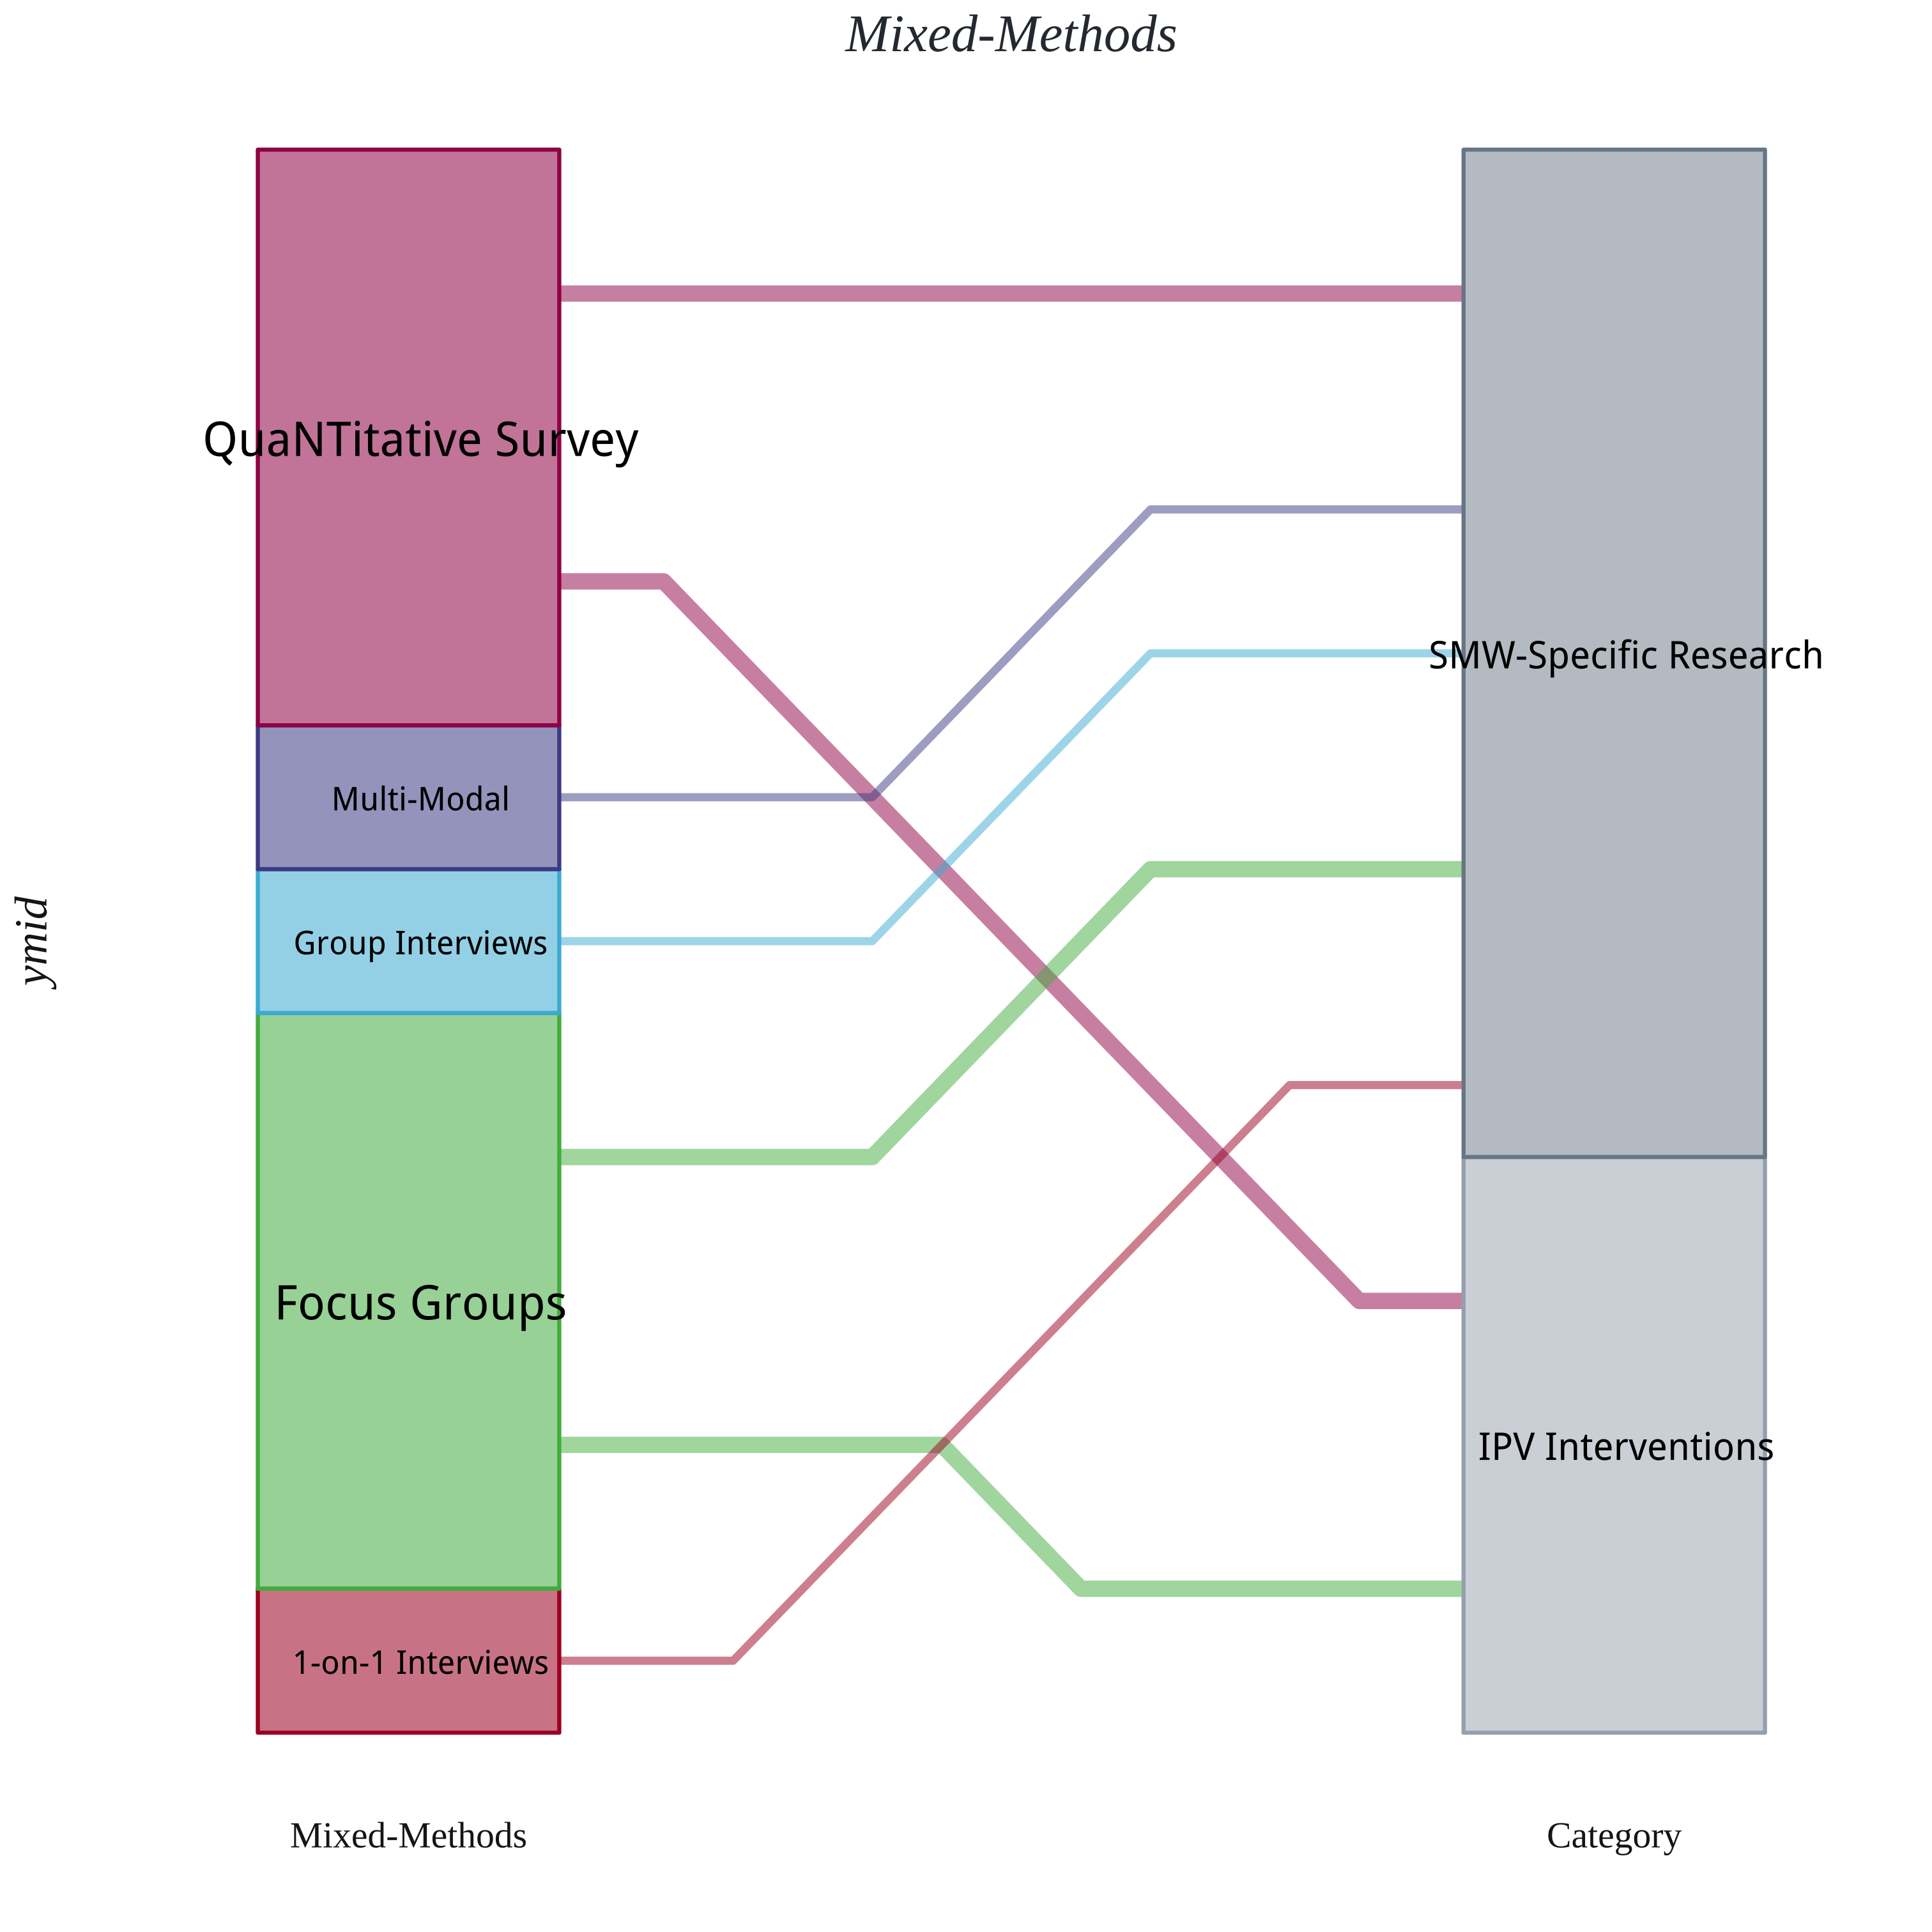 Mixed-Methods
QuaNTitative Survey
Multi-Modal
Group Interviews
Focus Groups
1-on-1 Interviews
SMW-Specific Research
IPV Interventions
ymid
Mixed-Methods
Category